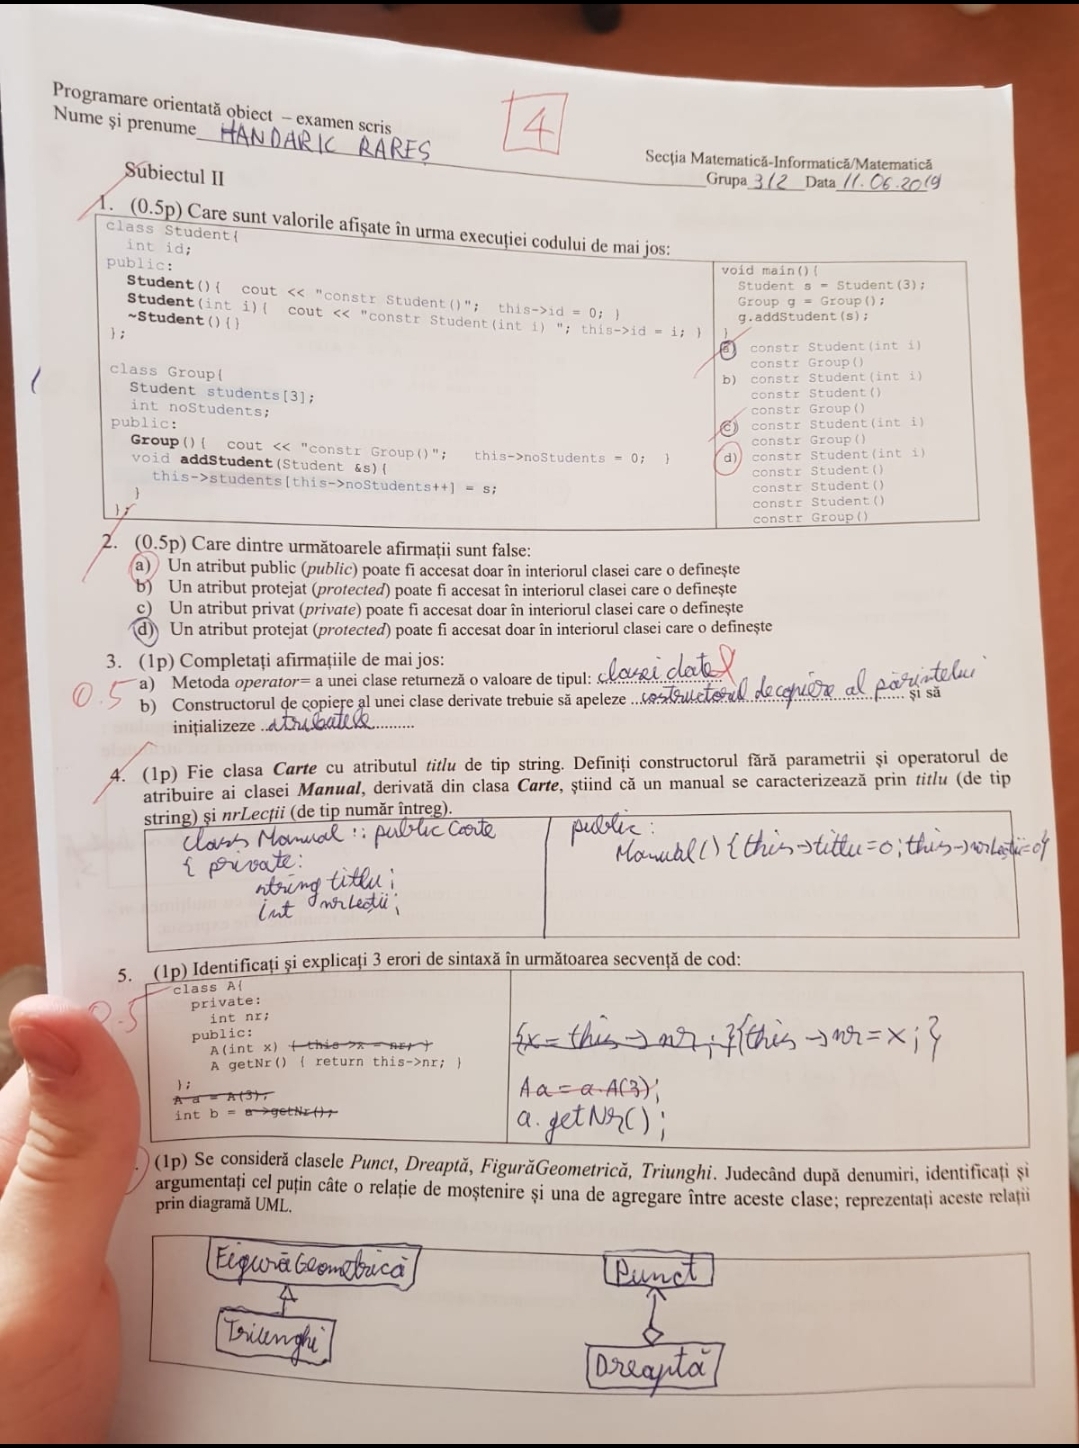 Programare orientată obiect – examen scris
4
Nume și prenume HANDARIC RAREȘ
Secția Matematică-Informatică/Matematică
Grupa 312 Data 11.06.2019
Subiectul II
1. (0.5p) Care sunt valorile afișate în urma execuției codului de mai jos:
class Student{
int id;
public:
Student(){ cout << "constr Student()"; this->id = 0; }
Student(int i){ cout << "constr Student(int i) "; this->id = i; }
~Student(){}
};
class Group{
Student students[3];
int noStudents;
public:
Group(){ cout << "constr Group()"; this->noStudents = 0; }
void addStudent(Student &s){
this->students[this->noStudents++] = s;
}
};
void main(){
Student s = Student(3);
Group g = Group();
g.addStudent(s);
}
a) constr Student(int i)
constr Group()
b) constr Student(int i)
constr Student()
constr Group()
c) constr Student(int i)
constr Group()
d) constr Student(int i)
constr Student()
constr Student()
constr Student()
constr Group()
2. (0.5p) Care dintre următoarele afirmații sunt false:
a) Un atribut public (public) poate fi accesat doar în interiorul clasei care o definește
b) Un atribut protejat (protected) poate fi accesat în interiorul clasei care o definește
c) Un atribut privat (private) poate fi accesat doar în interiorul clasei care o definește
d) Un atribut protejat (protected) poate fi accesat doar în interiorul clasei care o definește
3. (1p) Completați afirmațiile de mai jos:
0.5
a) Metoda operator= a unei clase returneză o valoare de tipul: clasei date
b) Constructorul de copiere al unei clase derivate trebuie să apeleze ..constructorul de copiere al părintelui.. și să
inițializeze ..atributele..........
4. (1p) Fie clasa Carte cu atributul titlu de tip string. Definiți constructorul fără parametrii și operatorul de
atribuire ai clasei Manual, derivată din clasa Carte, știind că un manual se caracterizează prin titlu (de tip
string) și nrLecții (de tip număr întreg).
class Manual :: public Carte
{ private:
string titlu;
int nrLecții;
public:
Manual() {this->titlu=0; this->nrLecții=0}
5. (1p) Identificați și explicați 3 erori de sintaxă în următoarea secvență de cod:
0.5
class A{
private:
int nr;
public:
A(int x) { this->x = nr; }
A getNr() { return this->nr; }
};
A a = A(3);
int b = a->getNr();
{x=this->nr;}{this->nr=x;}
A a = a.A(3);
a.getNr();
(1p) Se consideră clasele Punct, Dreaptă, FigurăGeometrică, Triunghi. Judecând după denumiri, identificați și
argumentați cel puțin câte o relație de moștenire și una de agregare între aceste clase; reprezentați aceste relații
prin diagramă UML.
FigurăGeometrică
Punct
Triunghi
Dreaptă